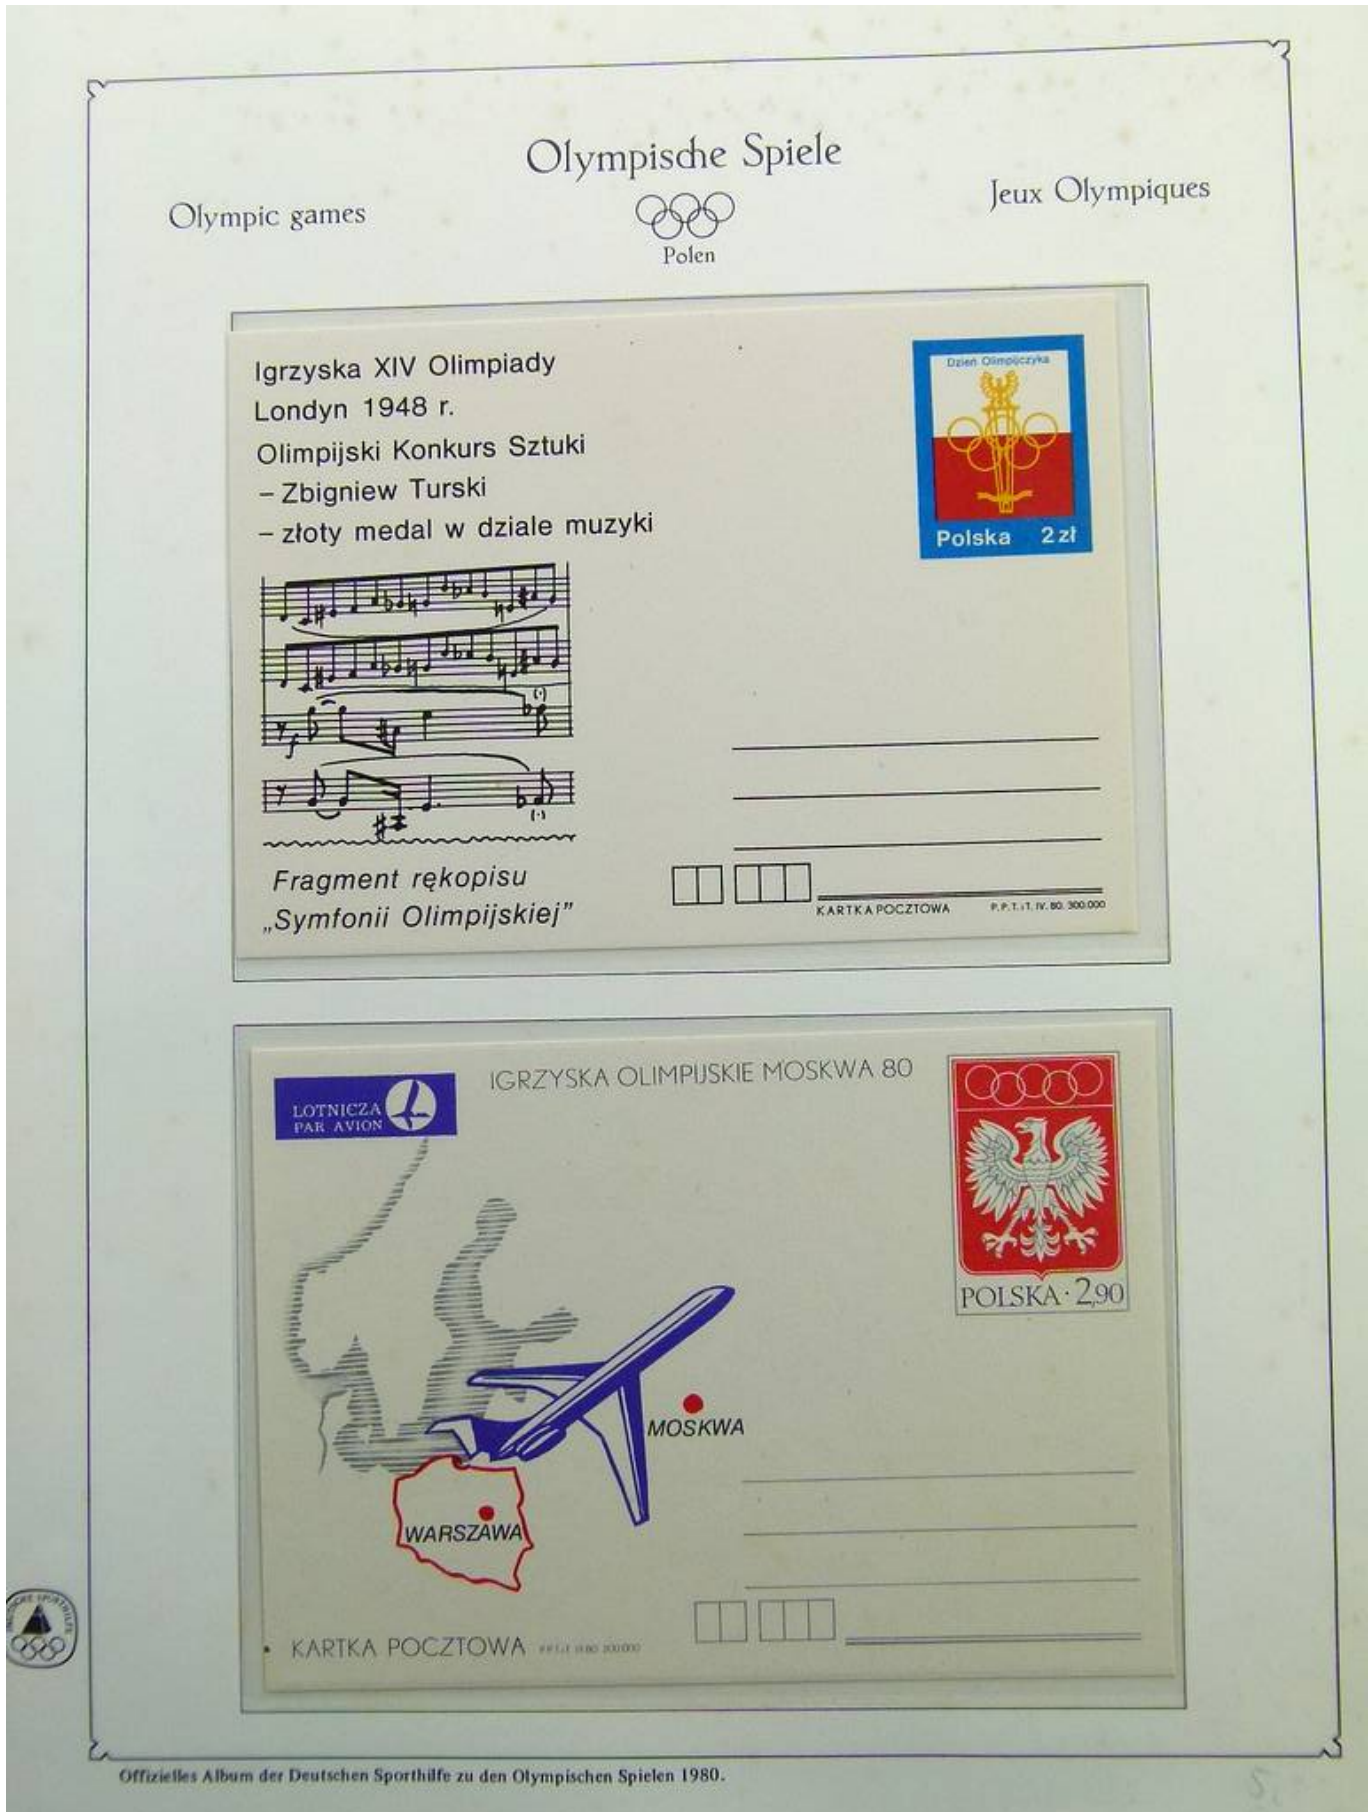 Olympische Spiele
Olympic games
Jeux Olympiques
Polen
Igrzyska XIV Olimpiady
Londyn 1948 r.
Olimpijski Konkurs Sztuki
– Zbigniew Turski
– złoty medal w dziale muzyki
Dzień Olimpijczyka
Polska 2 zł
f
Fragment rękopisu
„Symfonii Olimpijskiej”
KARTKA POCZTOWA
P.P.T.iT. IV. 80. 300.000
LOTNICZA
PAR AVION
IGRZYSKA OLIMPIJSKIE MOSKWA 80
POLSKA · 2,90
MOSKWA
WARSZAWA
KARTKA POCZTOWA
Offizielles Album der Deutschen Sporthilfe zu den Olympischen Spielen 1980.